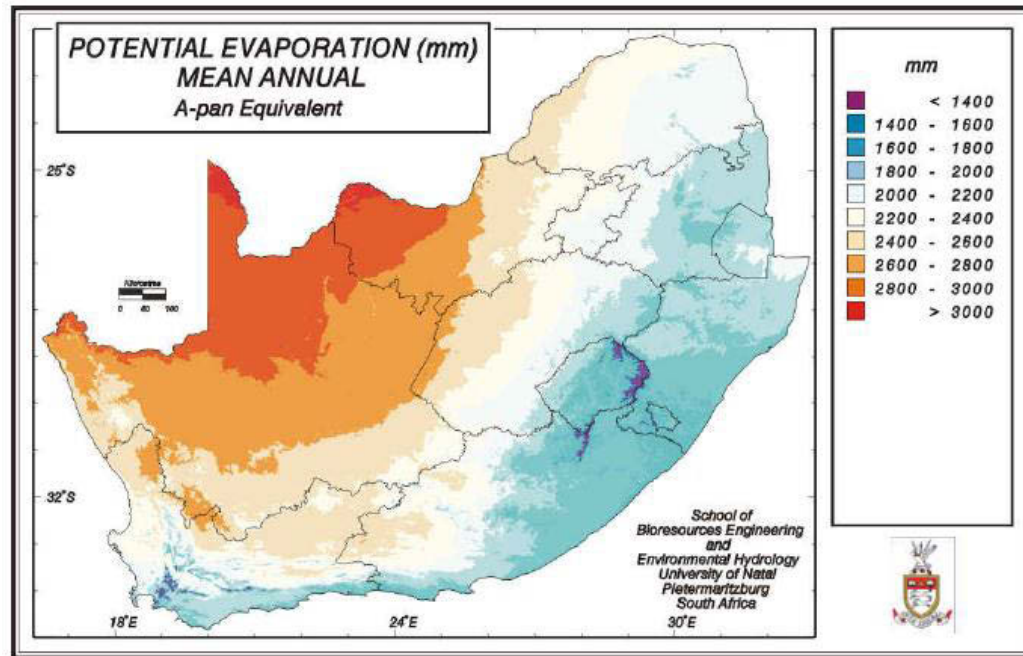 POTENTIAL EVAPORATION (mm)
MEAN ANNUAL
A-pan Equivalent
mm
< 1400
1400 - 1600
1600 - 1800
1800 - 2000
2000 - 2200
2200 - 2400
2400 - 2600
2600 - 2800
2800 - 3000
> 3000
25°S
Kilometres
0 80 160
32°S
School of
Bioresources Engineering
and
Environmental Hydrology
University of Natal
Pietermaritzburg
South Africa
18°E
24°E
30°E